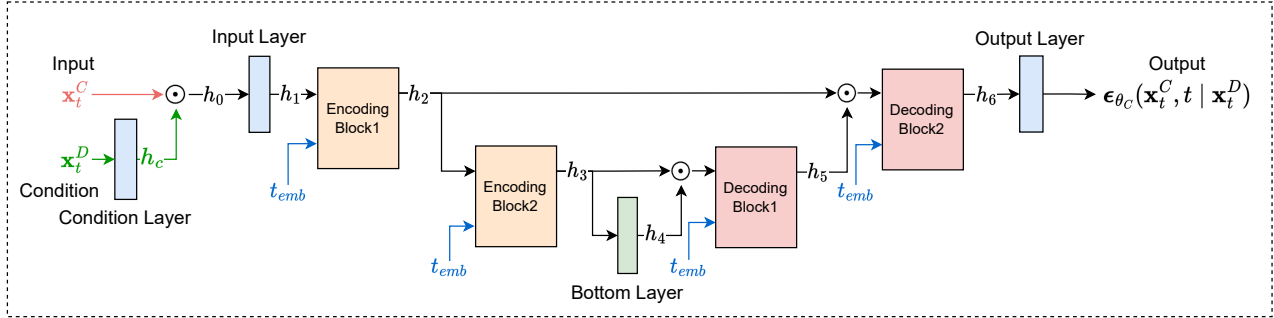 Input
x_t^C
⊙
h_0
Input Layer
h_1
Encoding
Block1
t_emb
h_2
x_t^D
h_c
Condition
Condition Layer
Encoding
Block2
t_emb
h_3
h_4
Bottom Layer
⊙
Decoding
Block1
t_emb
h_5
⊙
Decoding
Block2
t_emb
h_6
Output Layer
Output
ϵ_{θ_C}(x_t^C, t | x_t^D)